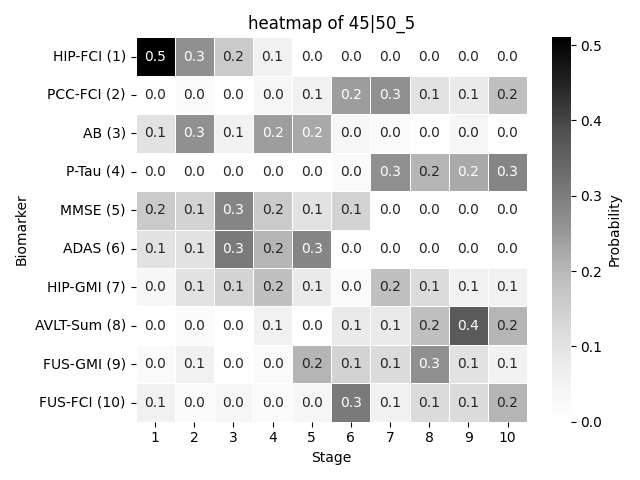 heatmap of 45|50_5
HIP-FCI (1) 0.5 0.3 0.2 0.1 0.0 0.0 0.0 0.0 0.0 0.0
PCC-FCI (2) 0.0 0.0 0.0 0.0 0.1 0.2 0.3 0.1 0.1 0.2
AB (3) 0.1 0.3 0.1 0.2 0.2 0.0 0.0 0.0 0.0 0.0
P-Tau (4) 0.0 0.0 0.0 0.0 0.0 0.0 0.3 0.2 0.2 0.3
MMSE (5) 0.2 0.1 0.3 0.2 0.1 0.1 0.0 0.0 0.0 0.0
ADAS (6) 0.1 0.1 0.3 0.2 0.3 0.0 0.0 0.0 0.0 0.0
HIP-GMI (7) 0.0 0.1 0.1 0.2 0.1 0.0 0.2 0.1 0.1 0.1
AVLT-Sum (8) 0.0 0.0 0.0 0.1 0.0 0.1 0.1 0.2 0.4 0.2
FUS-GMI (9) 0.0 0.1 0.0 0.0 0.2 0.1 0.1 0.3 0.1 0.1
FUS-FCI (10) 0.1 0.0 0.0 0.0 0.0 0.3 0.1 0.1 0.1 0.2
1 2 3 4 5 6 7 8 9 10
Stage
Biomarker
0.5
0.4
0.3
0.2
0.1
0.0
Probability